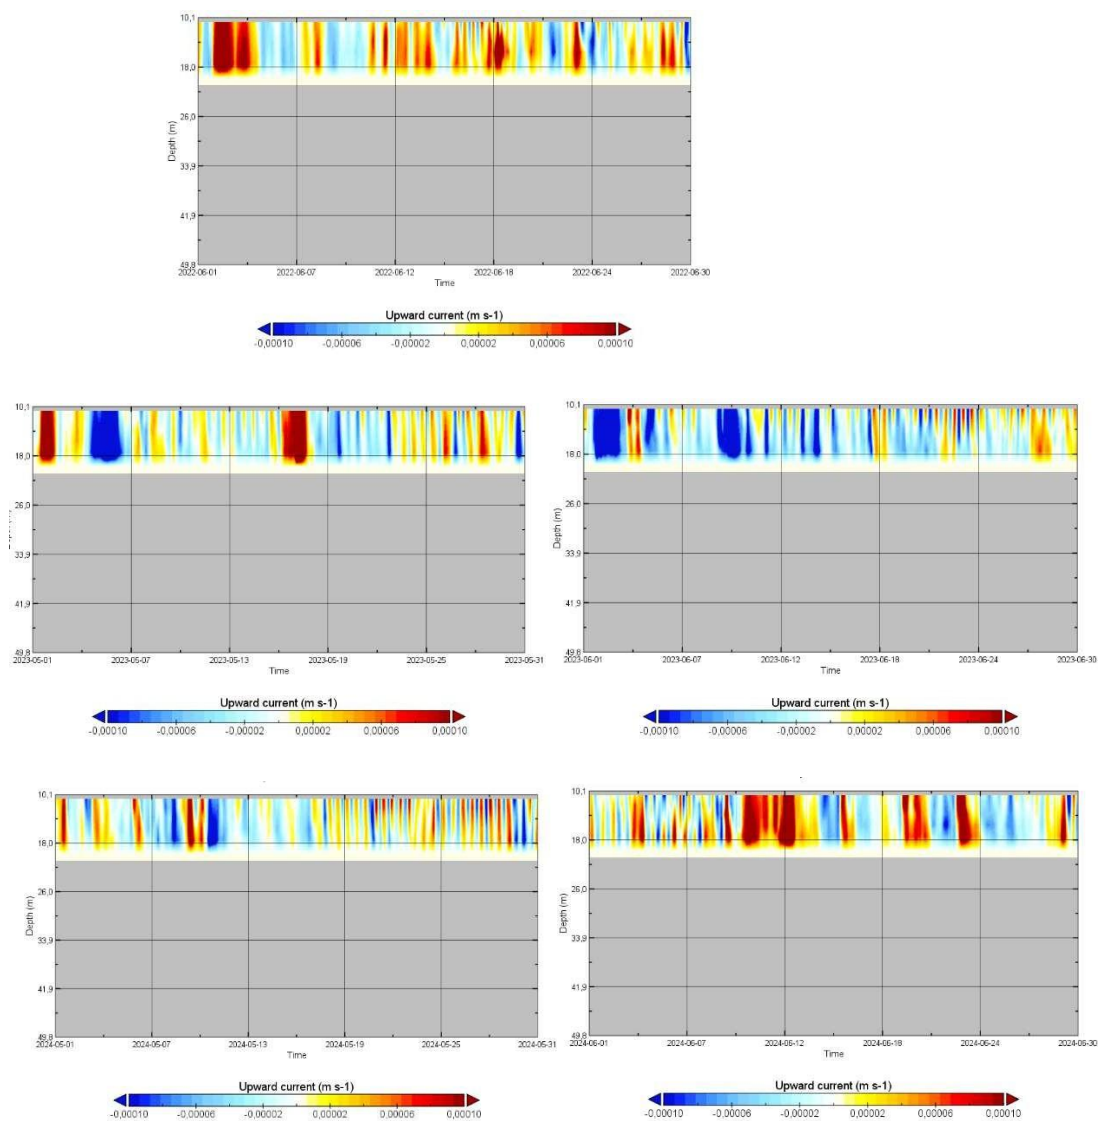 10,1
18,0
26,0
33,9
41,9
49,8
Depth (m)
2022-06-01 2022-06-07 2022-06-12 2022-06-18 2022-06-24 2022-06-30
Time
Upward current (m s-1)
-0,00010 -0,00006 -0,00002 0,00002 0,00006 0,00010
10,1
18,0
26,0
33,9
41,9
49,8
2023-05-01 2023-05-07 2023-05-13 2023-05-19 2023-05-25 2023-05-31
Time
Upward current (m s-1)
-0,00010 -0,00006 -0,00002 0,00002 0,00006 0,00010
10,1
18,0
26,0
33,9
41,9
49,8
Depth (m)
2023-06-01 2023-06-07 2023-06-12 2023-06-18 2023-06-24 2023-06-30
Time
Upward current (m s-1)
-0,00010 -0,00006 -0,00002 0,00002 0,00006 0,00010
10,1
18,0
26,0
33,9
41,9
49,8
Depth (m)
2024-05-01 2024-05-07 2024-05-13 2024-05-19 2024-05-25 2024-05-31
Time
Upward current (m s-1)
-0,00010 -0,00006 -0,00002 0,00002 0,00006 0,00010
10,1
18,0
26,0
33,9
41,9
49,8
Depth (m)
2024-06-01 2024-06-07 2024-06-12 2024-06-18 2024-06-24 2024-06-30
Time
Upward current (m s-1)
-0,00010 -0,00006 -0,00002 0,00002 0,00006 0,00010